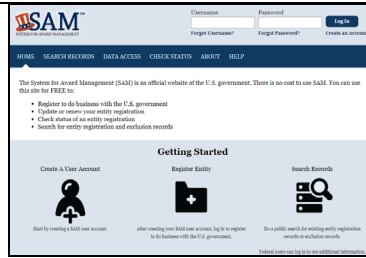 SAM
SYSTEM FOR AWARD MANAGEMENT
Username
Password
Log In
Forgot Username?
Forgot Password?
Create an Accoun
HOME SEARCH RECORDS DATA ACCESS CHECK STATUS ABOUT HELP
The System for Award Management (SAM) is an official website of the U.S. government. There is no cost to use SAM. You can use
this site for FREE to:
• Register to do business with the U.S. government
• Update or renew your entity registration
• Check status of an entity registration
• Search for entity registration and exclusion records
Getting Started
Create A User Account
Register Entity
Search Records
Start by creating a SAM user account.
After creating your SAM user account, log in to register
to do business with the U.S. government.
Do a public search for existing entity registration
records or exclusion records.
Federal users can log in to see additional information.